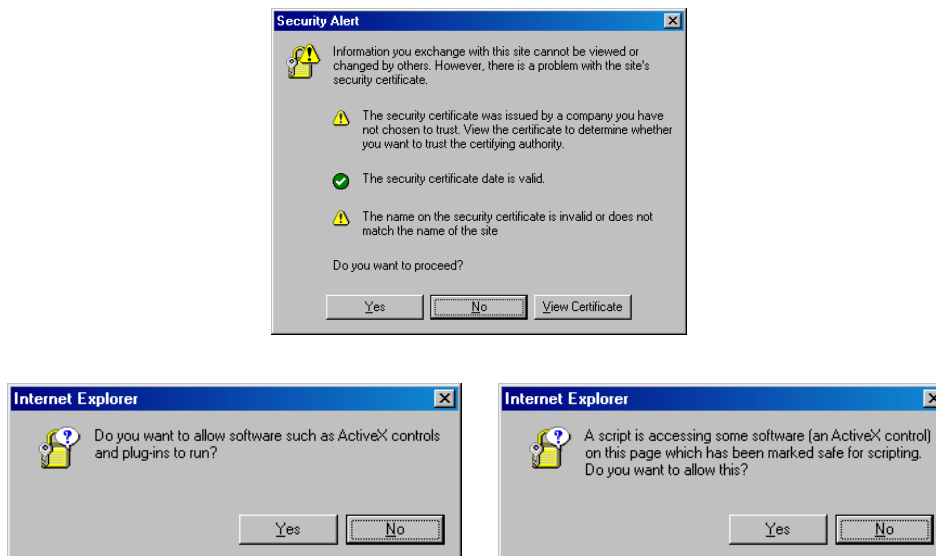 Security Alert
Information you exchange with this site cannot be viewed or
changed by others. However, there is a problem with the site's
security certificate.
The security certificate was issued by a company you have
not chosen to trust. View the certificate to determine whether
you want to trust the certifying authority.
The security certificate date is valid.
The name on the security certificate is invalid or does not
match the name of the site
Do you want to proceed?
Yes No View Certificate
Internet Explorer
Do you want to allow software such as ActiveX controls
and plug-ins to run?
Yes No
Internet Explorer
A script is accessing some software (an ActiveX control)
on this page which has been marked safe for scripting.
Do you want to allow this?
Yes No